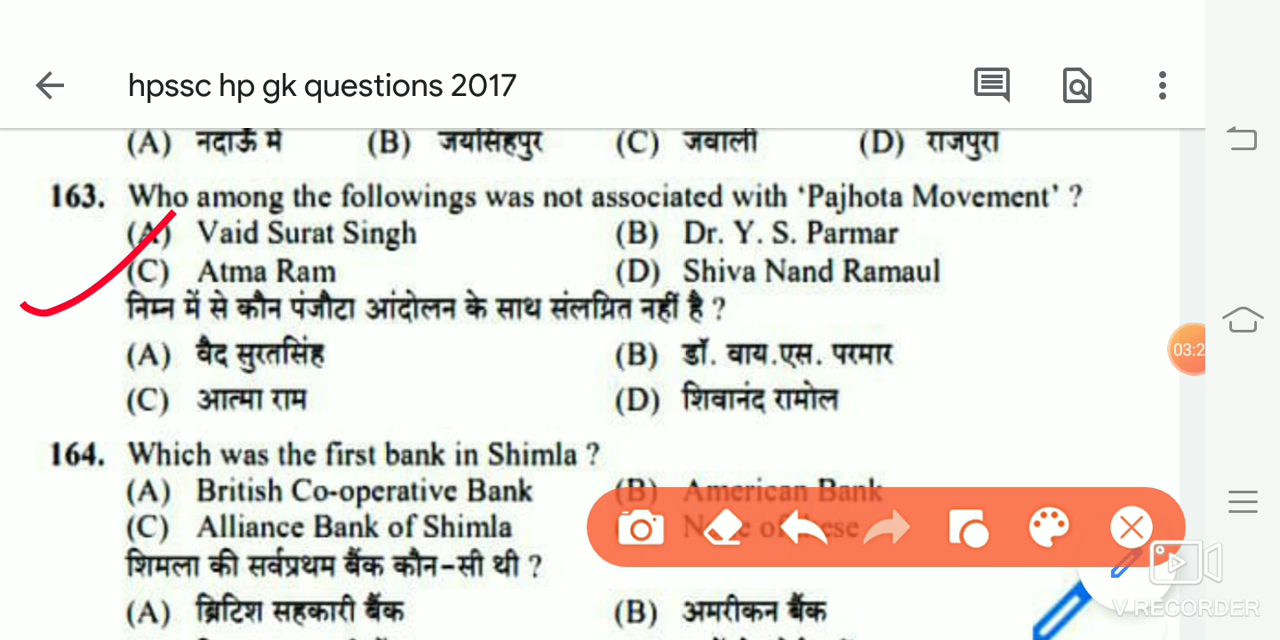 hpssc hp gk questions 2017
(A) नदाऊँ में (B) जयसिंहपुर (C) जवाली (D) राजपुरा
163. Who among the followings was not associated with ‘Pajhota Movement’ ?
(A) Vaid Surat Singh (B) Dr. Y. S. Parmar
(C) Atma Ram (D) Shiva Nand Ramaul
निम्न में से कौन पंजौटा आंदोलन के साथ संलग्नित नहीं है ?
(A) वैद सुरतसिंह (B) डॉ. वाय.एस. परमार
(C) आत्मा राम (D) शिवानंद रामोल
03:2
164. Which was the first bank in Shimla ?
(A) British Co-operative Bank (B) American Bank
(C) Alliance Bank of Shimla of these
शिमला की सर्वप्रथम बैंक कौन-सी थी ?
(A) ब्रिटिश सहकारी बैंक (B) अमरीकन बैंक
V RECORDER